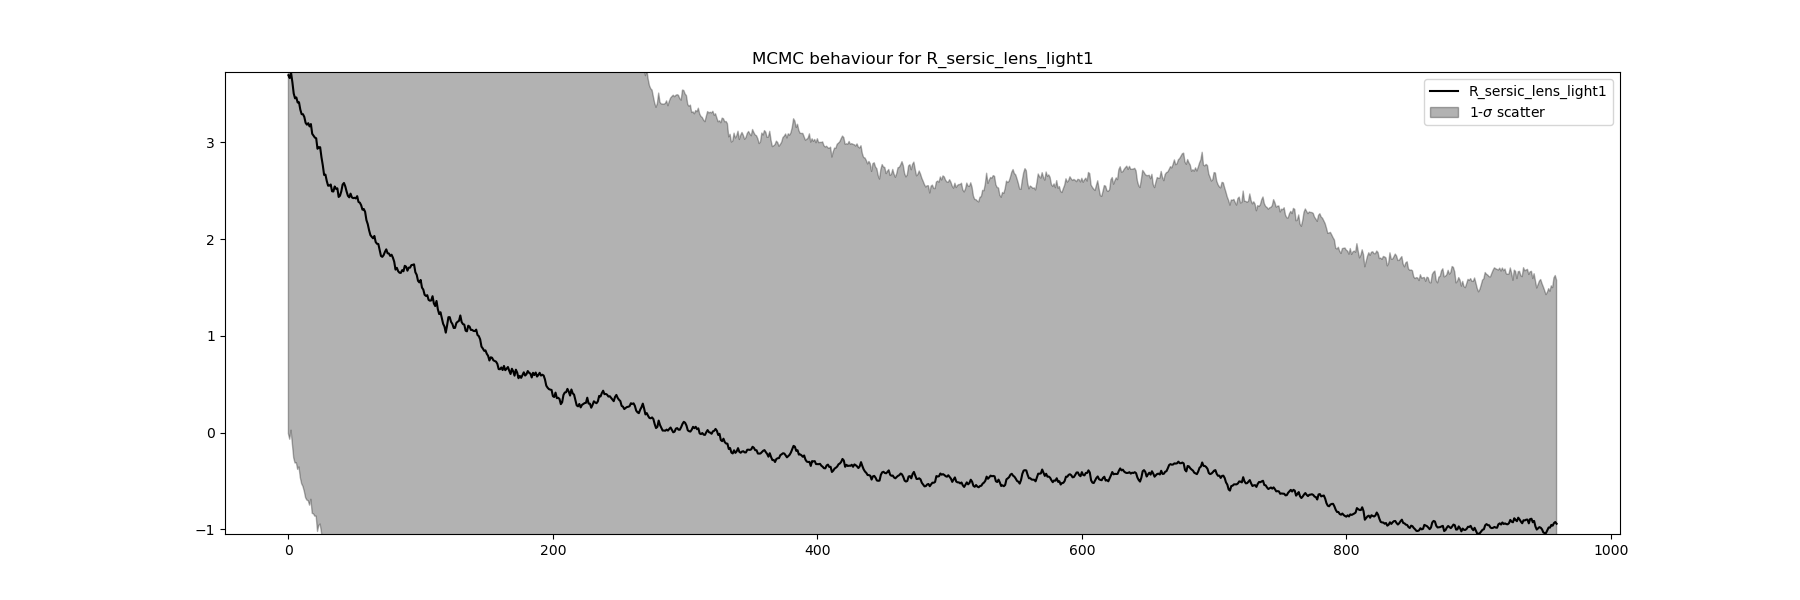 MCMC behaviour for R_sersic_lens_light1
R_sersic_lens_light1
1-σ scatter
3
2
1
0
−1
0 200 400 600 800 1000